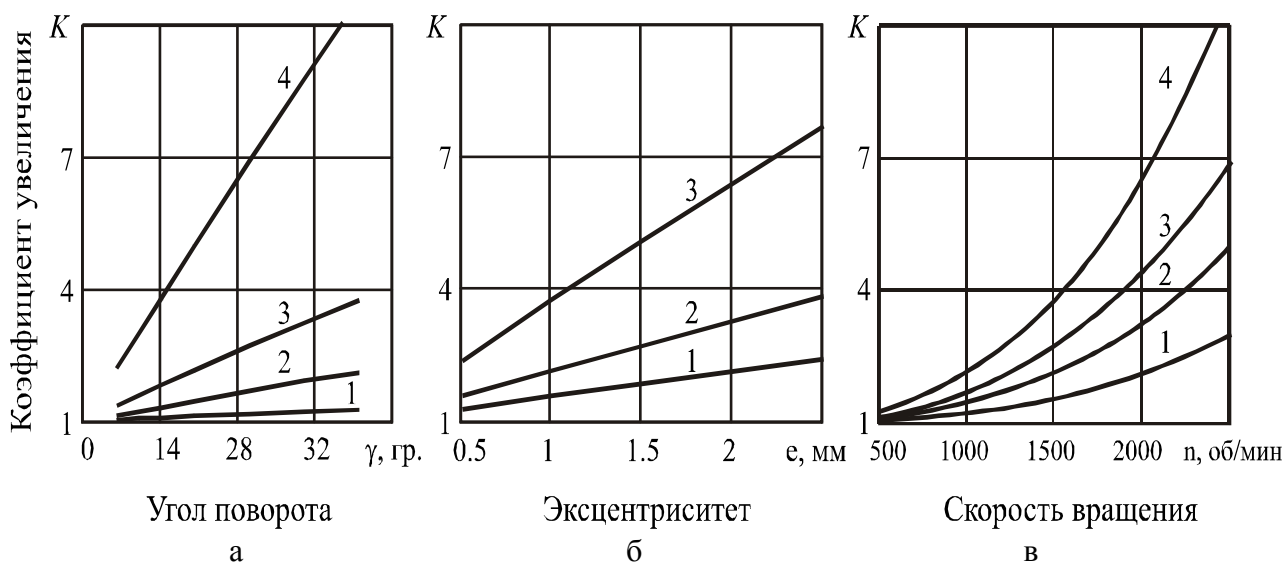 Коэффициент увеличения
K
7
4
1
4
3
2
1
0 14 28 32 γ, гр.
Угол поворота
а
K
7
4
1
3
2
1
0.5 1 1.5 2 e, мм
Эксцентриситет
б
K
7
4
1
4
3
2
1
500 1000 1500 2000 n, об/мин
Скорость вращения
в